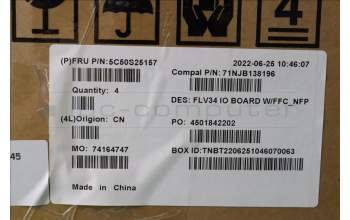 (P)FRU P/N:5C50S25157
2022-06-25 10:46:07
Compal P/N:71NJB138196
Quantity: 4
DES: FLV34 IO BOARD W/FFC_NFP
(4L)Origion: CN
PO: 4501842202
MO: 74164747
BOX ID:TNBT2206251046070063
45
Made in China